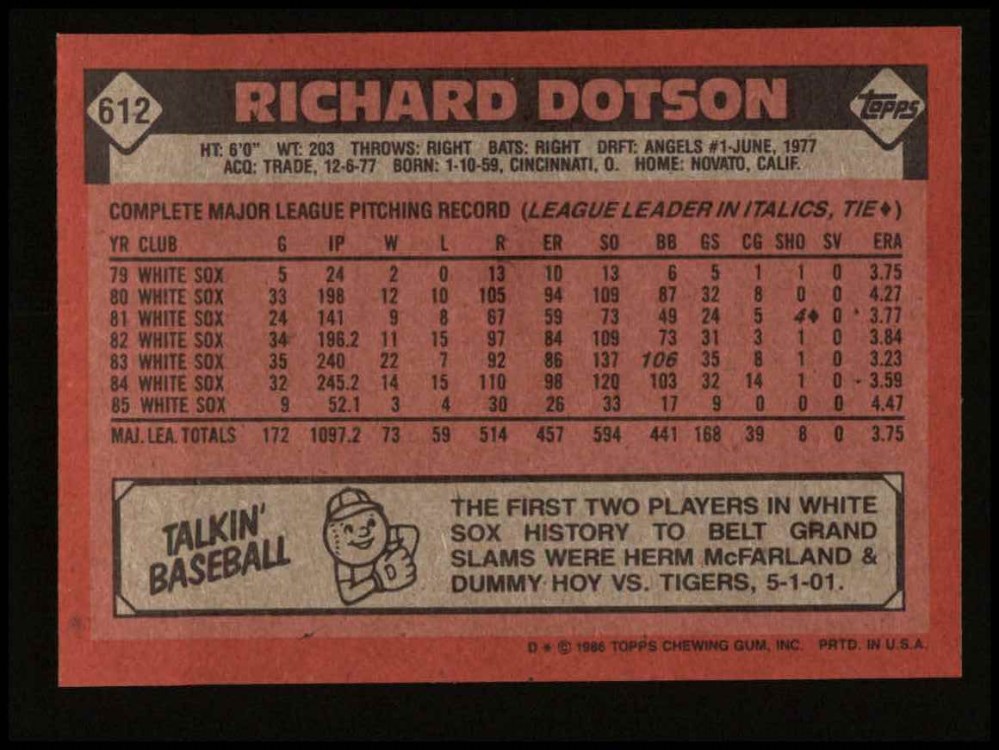 612 RICHARD DOTSON TOPPS
HT: 6'0" WT: 203 THROWS: RIGHT BATS: RIGHT DRFT: ANGELS #1-JUNE, 1977
ACQ: TRADE, 12-6-77 BORN: 1-10-59, CINCINNATI, O. HOME: NOVATO, CALIF.
COMPLETE MAJOR LEAGUE PITCHING RECORD (LEAGUE LEADER IN ITALICS, TIE♦)
YR CLUB G IP W L R ER SO BB GS CG SHO SV ERA
79 WHITE SOX 5 24 2 0 13 10 13 6 5 1 1 0 3.75
80 WHITE SOX 33 198 12 10 105 94 109 87 32 8 0 0 4.27
81 WHITE SOX 24 141 9 8 67 59 73 49 24 5 4♦ 0 3.77
82 WHITE SOX 34 196.2 11 15 97 84 109 73 31 3 1 0 3.84
83 WHITE SOX 35 240 22 7 92 86 137 106 35 8 1 0 3.23
84 WHITE SOX 32 245.2 14 15 110 98 120 103 32 14 1 0 3.59
85 WHITE SOX 9 52.1 3 4 30 26 33 17 9 0 0 0 4.47
MAJ. LEA. TOTALS 172 1097.2 73 59 514 457 594 441 168 39 8 0 3.75
TALKIN'
BASEBALL
THE FIRST TWO PLAYERS IN WHITE
SOX HISTORY TO BELT GRAND
SLAMS WERE HERM McFARLAND &
DUMMY HOY VS. TIGERS, 5-1-01.
D * © 1986 TOPPS CHEWING GUM, INC. PRTD. IN U.S.A.